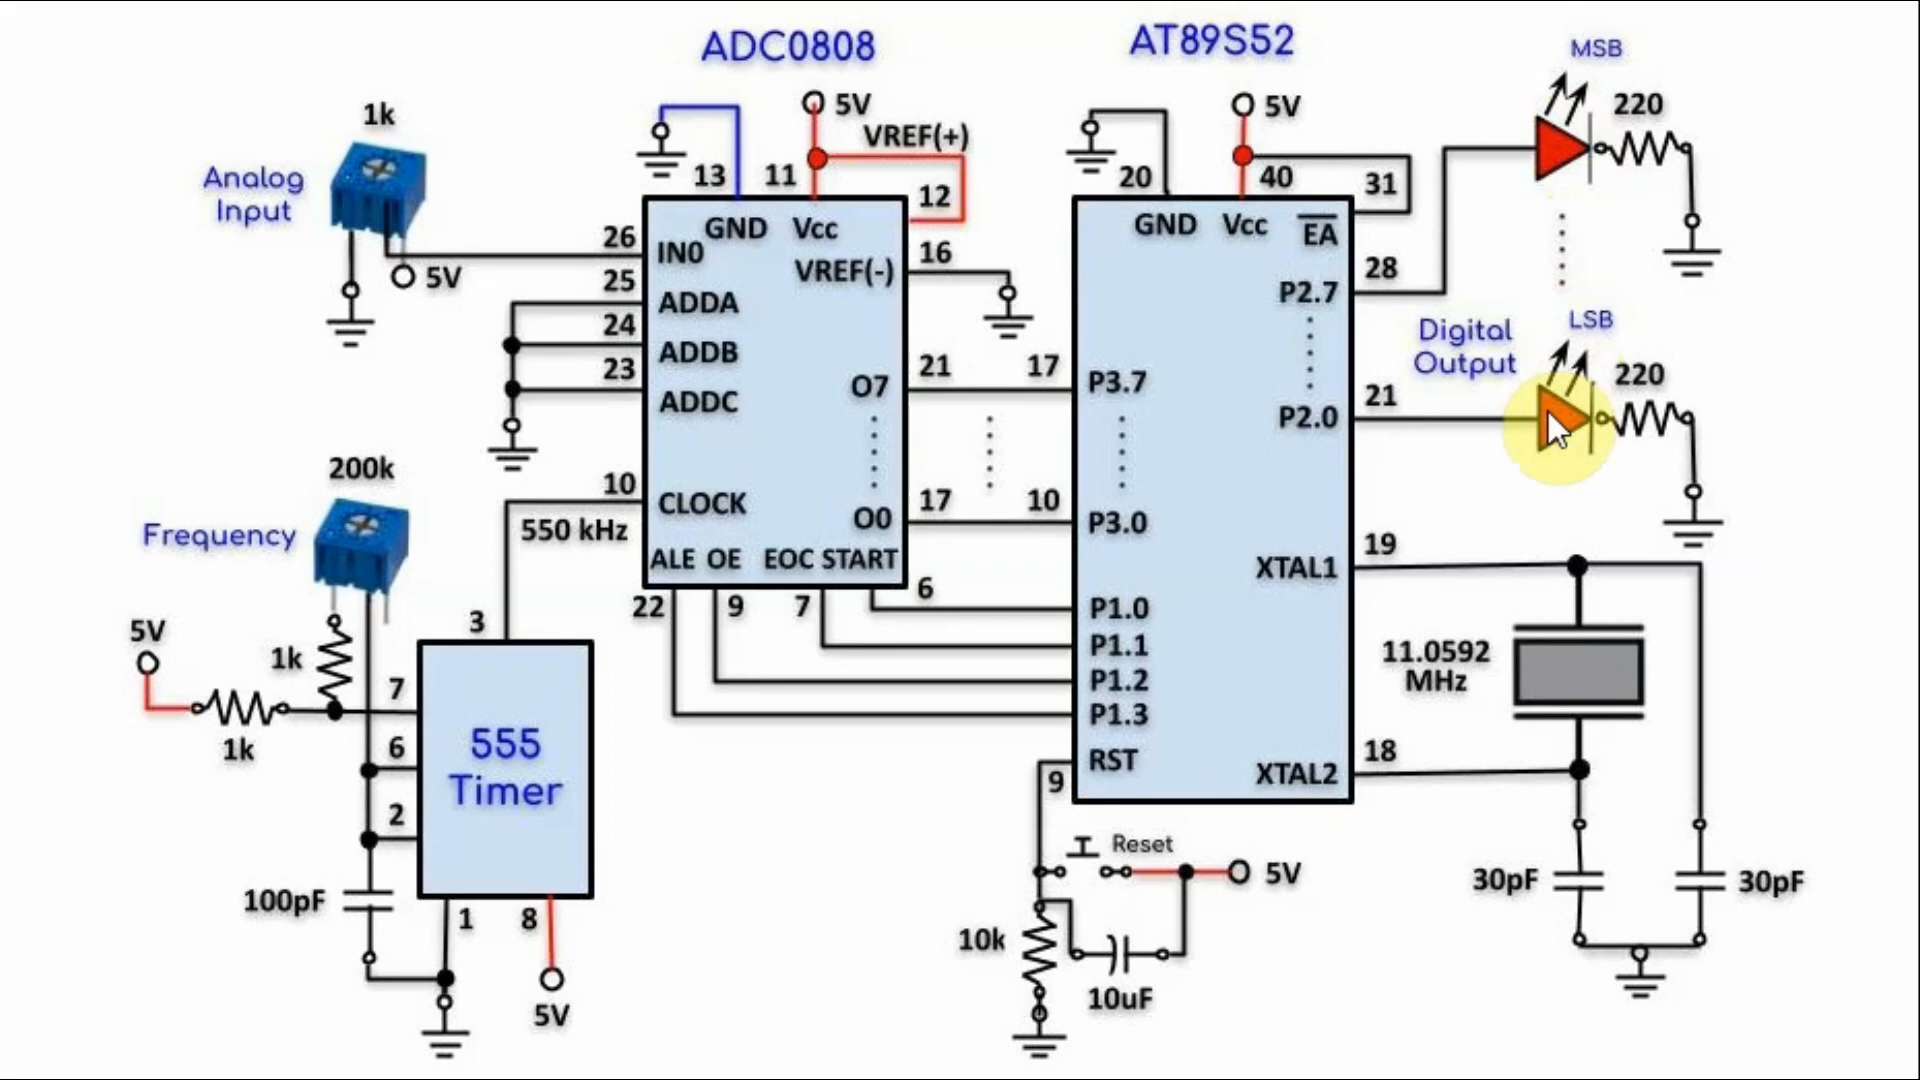 ADC0808
AT89S52
MSB
1k
5V
VREF(+)
5V
220
Analog
Input
13
11
12
20
40
31
GND
Vcc
GND
Vcc
EA
26
IN0
16
VREF(-)
28
P2.7
5V
25
ADDA
24
ADDB
23
ADDC
LSB
Digital
Output
220
O7
21
17
P3.7
21
P2.0
200k
Frequency
10
CLOCK
550 kHz
O0
17
10
P3.0
ALE
OE
EOC
START
19
XTAL1
22
9
7
6
P1.0
P1.1
P1.2
P1.3
3
5V
1k
1k
7
6
2
555
Timer
11.0592
MHz
18
XTAL2
RST
9
Reset
5V
100pF
1
8
5V
10k
10uF
30pF
30pF